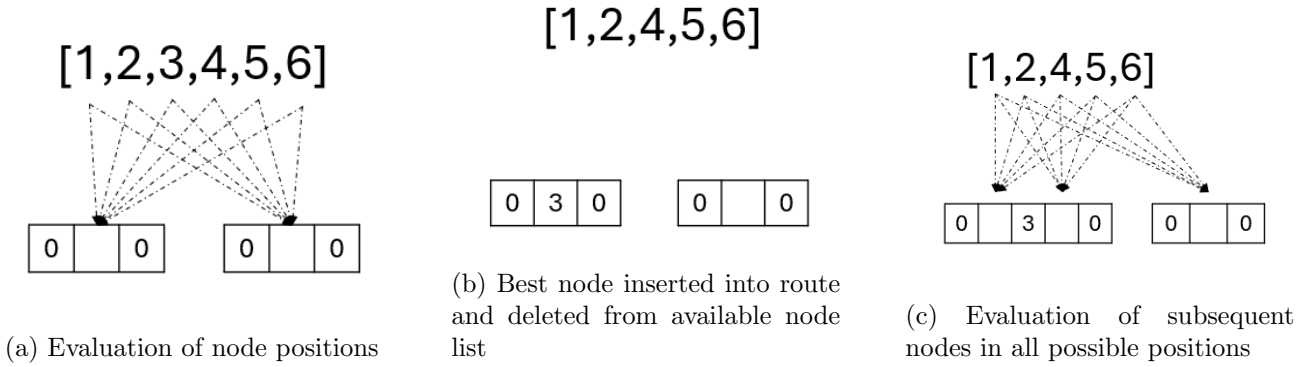 [1,2,3,4,5,6]
0 0
0 0
(a) Evaluation of node positions
[1,2,4,5,6]
0 3 0
0 0
(b) Best node inserted into route
and deleted from available node
list
[1,2,4,5,6]
0 3 0
0 0
(c) Evaluation of subsequent
nodes in all possible positions